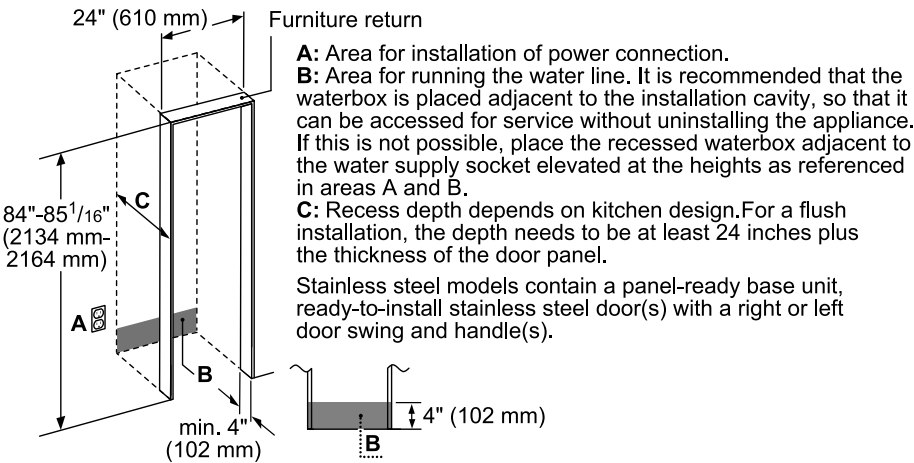 24" (610 mm)
Furniture return
A: Area for installation of power connection.
B: Area for running the water line. It is recommended that the
waterbox is placed adjacent to the installation cavity, so that it
can be accessed for service without uninstalling the appliance.
If this is not possible, place the recessed waterbox adjacent to
the water supply socket elevated at the heights as referenced
in areas A and B.
C: Recess depth depends on kitchen design.For a flush
installation, the depth needs to be at least 24 inches plus
the thickness of the door panel.
Stainless steel models contain a panel-ready base unit,
ready-to-install stainless steel door(s) with a right or left
door swing and handle(s).
C
84"-85 1/16"
(2134 mm-
2164 mm)
A
B
min. 4"
(102 mm)
4" (102 mm)
B